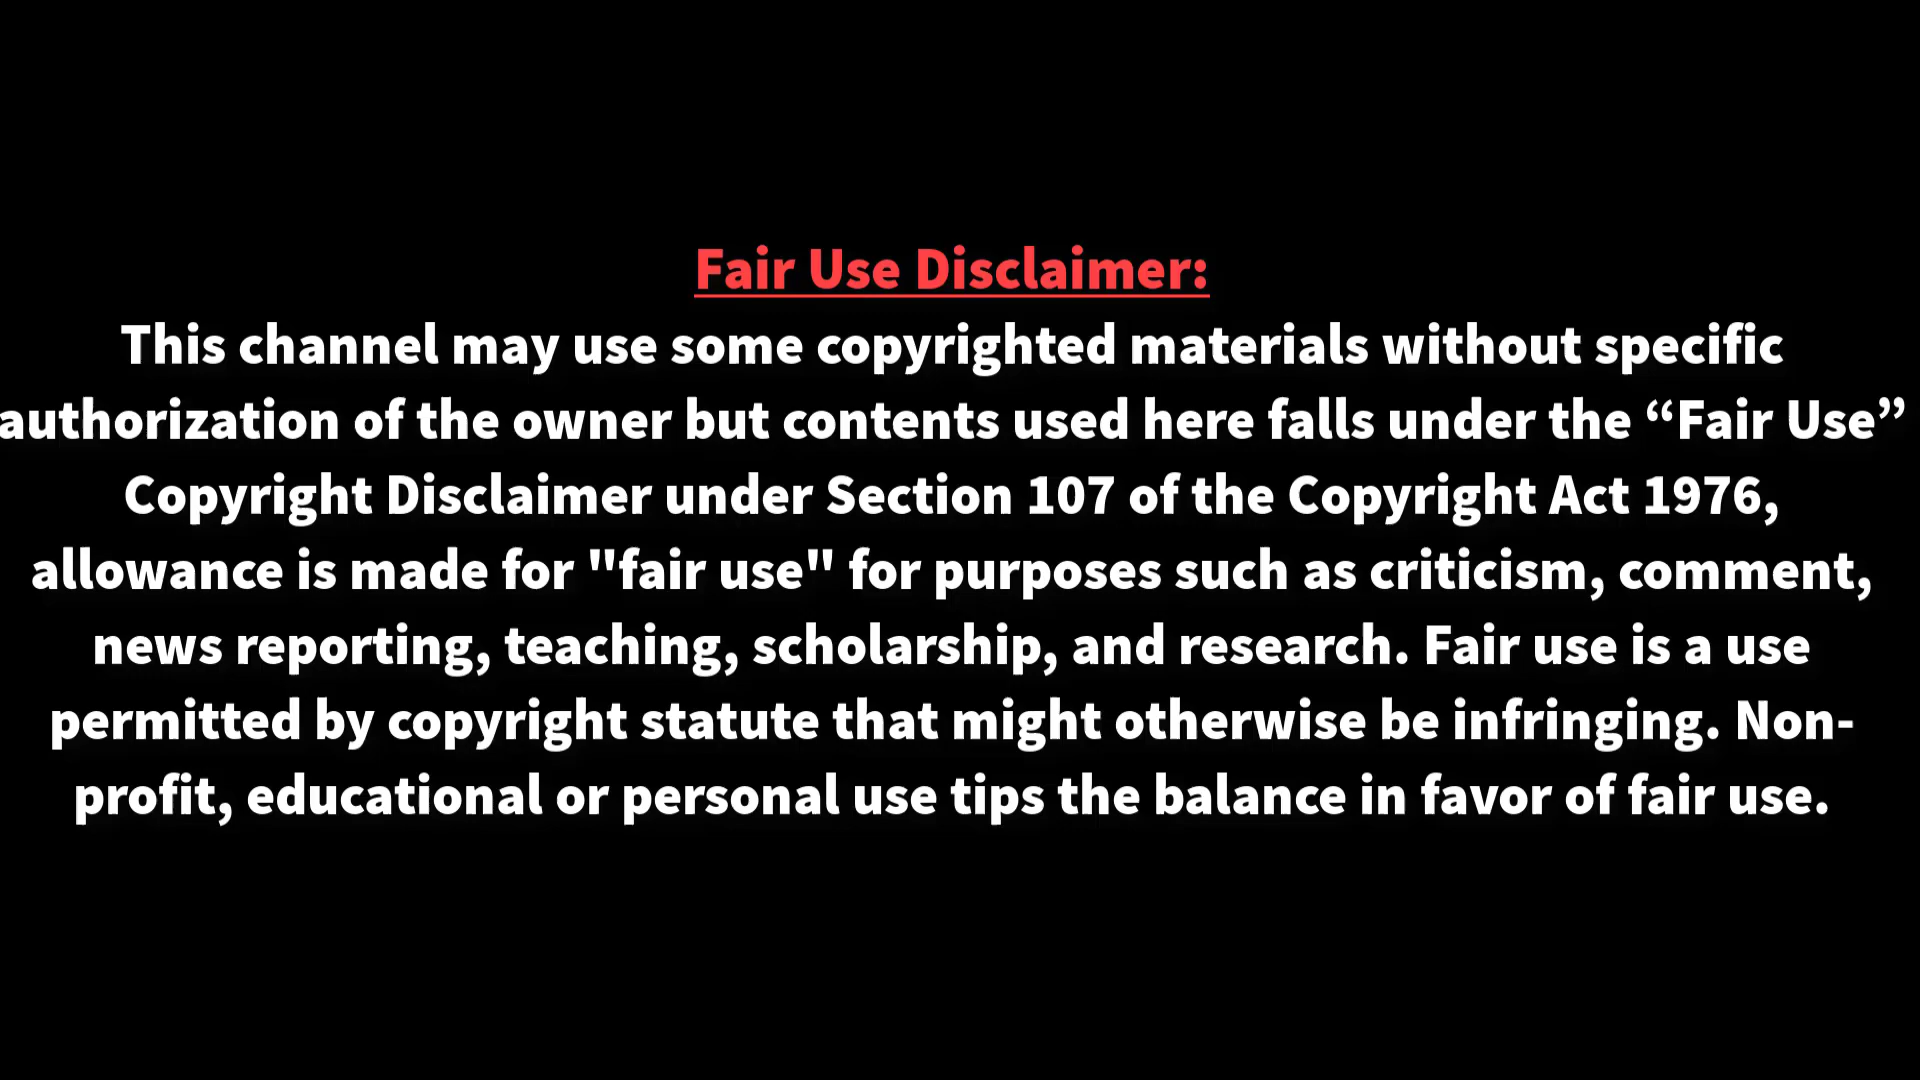 Fair Use Disclaimer:
This channel may use some copyrighted materials without specific
authorization of the owner but contents used here falls under the “Fair Use”
Copyright Disclaimer under Section 107 of the Copyright Act 1976,
allowance is made for "fair use" for purposes such as criticism, comment,
news reporting, teaching, scholarship, and research. Fair use is a use
permitted by copyright statute that might otherwise be infringing. Non-
profit, educational or personal use tips the balance in favor of fair use.